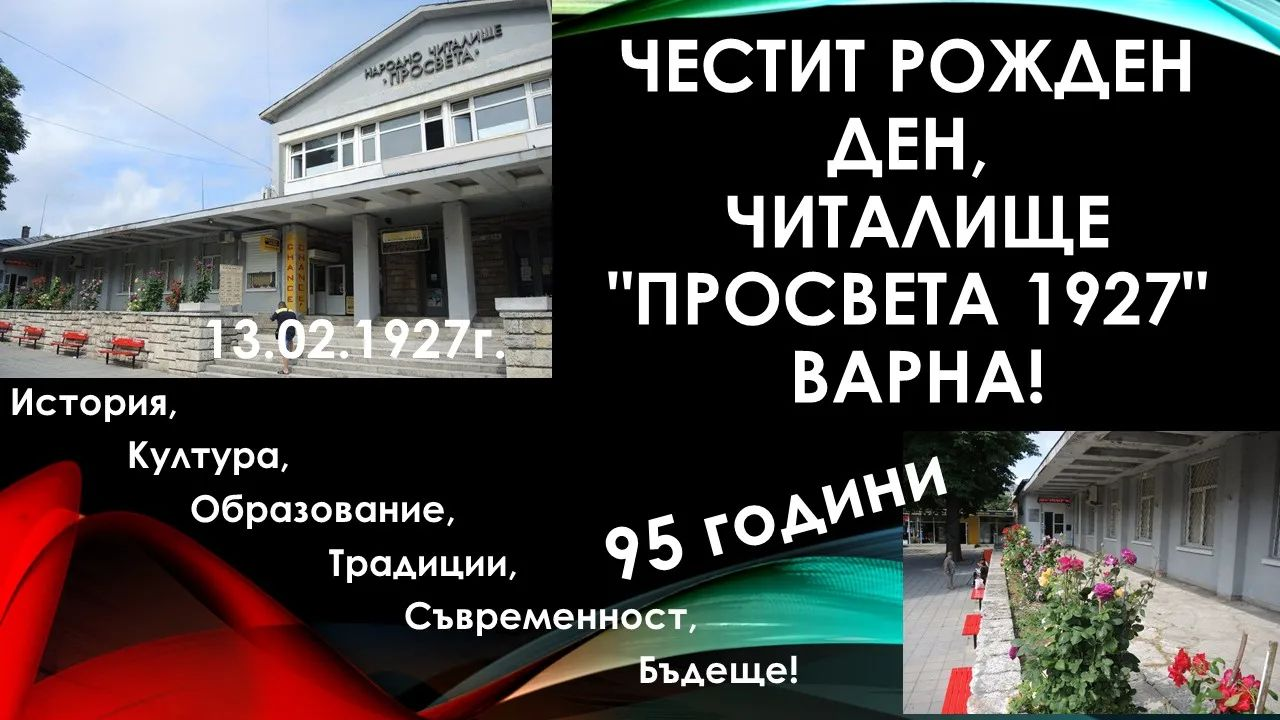 НАРОДНО ЧИТАЛИЩЕ
"ПРОСВЕТА"
CHANCE
CHANCE
13.02.1927г.
ЧЕСТИТ РОЖДЕН
ДЕН,
ЧИТАЛИЩЕ
"ПРОСВЕТА 1927"
ВАРНА!
История,
Култура,
Образование,
Традиции,
Съвременност,
Бъдеще!
95 години